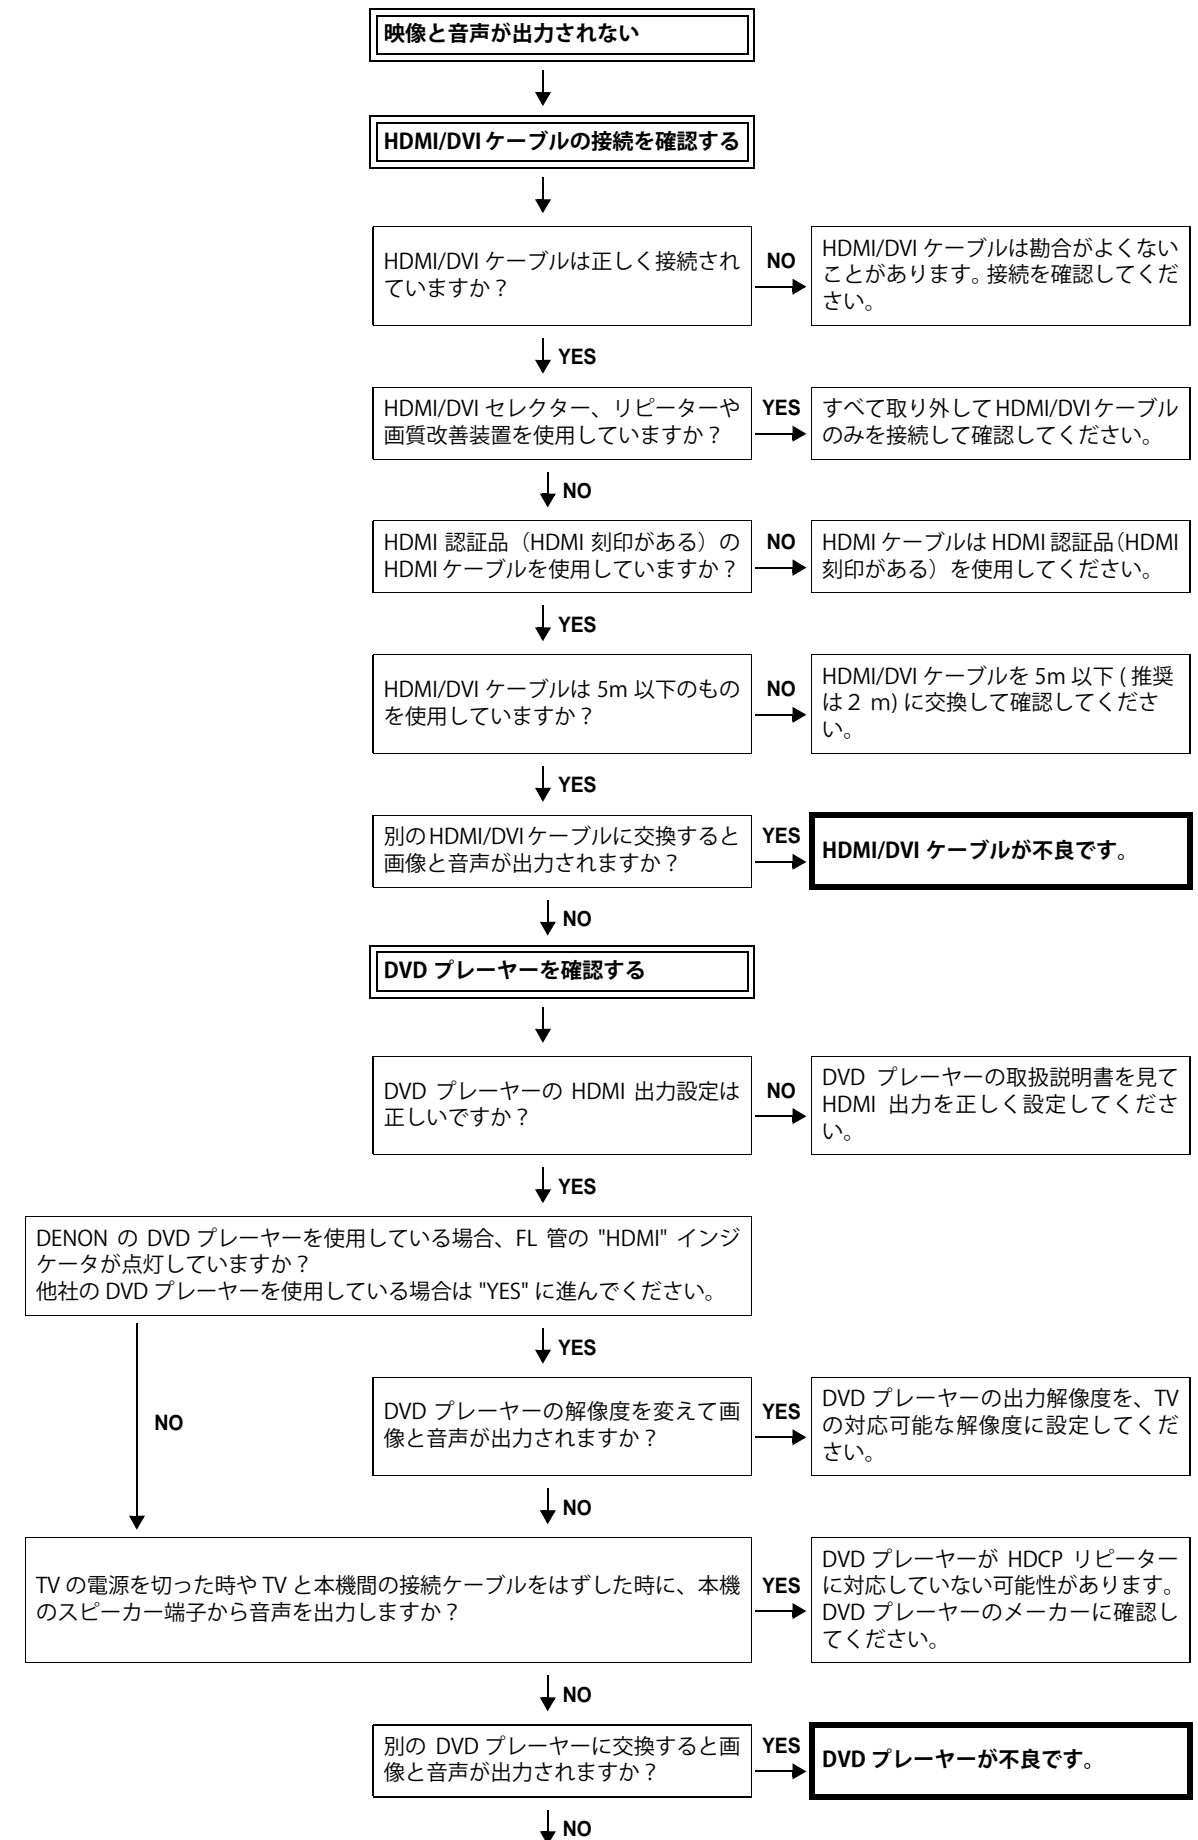 映像と音声が出力されない
HDMI/DVI ケーブルの接続を確認する
HDMI/DVI ケーブルは正しく接続され
ていますか？
NO
HDMI/DVI ケーブルは勘合がよくない
ことがあります。接続を確認してくだ
さい。
YES
HDMI/DVI セレクター、リピーターや
画質改善装置を使用していますか？
YES
すべて取り外して HDMI/DVI ケーブル
のみを接続して確認してください。
NO
HDMI 認証品（HDMI 刻印がある）の
HDMI ケーブルを使用していますか？
NO
HDMI ケーブルは HDMI 認証品（HDMI
刻印がある）を使用してください。
YES
HDMI/DVI ケーブルは 5m 以下のもの
を使用していますか？
NO
HDMI/DVI ケーブルを 5m 以下 ( 推奨
は２ m) に交換して確認してくださ
い。
YES
別の HDMI/DVI ケーブルに交換すると
画像と音声が出力されますか？
YES
HDMI/DVI ケーブルが不良です。
NO
DVD プレーヤーを確認する
DVD プレーヤーの HDMI 出力設定は
正しいですか？
NO
DVD プレーヤーの取扱説明書を見て
HDMI 出力を正しく設定してくださ
い。
YES
DENON の DVD プレーヤーを使用している場合、FL 管の "HDMI" インジ
ケータが点灯していますか？
他社の DVD プレーヤーを使用している場合は "YES" に進んでください。
YES
NO
DVD プレーヤーの解像度を変えて画
像と音声が出力されますか？
YES
DVD プレーヤーの出力解像度を、TV
の対応可能な解像度に設定してくだ
さい。
NO
TV の電源を切った時や TV と本機間の接続ケーブルをはずした時に、本機
のスピーカー端子から音声を出力しますか？
YES
DVD プレーヤーが HDCP リピーター
に対応していない可能性があります。
DVD プレーヤーのメーカーに確認し
てください。
NO
別の DVD プレーヤーに交換すると画
像と音声が出力されますか？
YES
DVD プレーヤーが不良です。
NO